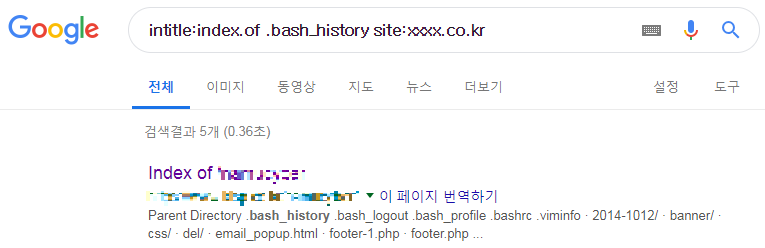 Google
intitle:index.of .bash_history site:xxxx.co.kr
전체 이미지 동영상 지도 뉴스 더보기 설정 도구
검색결과 5개 (0.36초)
Index of
이 페이지 번역하기
Parent Directory .bash_history .bash_logout .bash_profile .bashrc .viminfo · 2014-1012/ · banner/ ·
css/ · del/ · email_popup.html · footer-1.php · footer.php ...